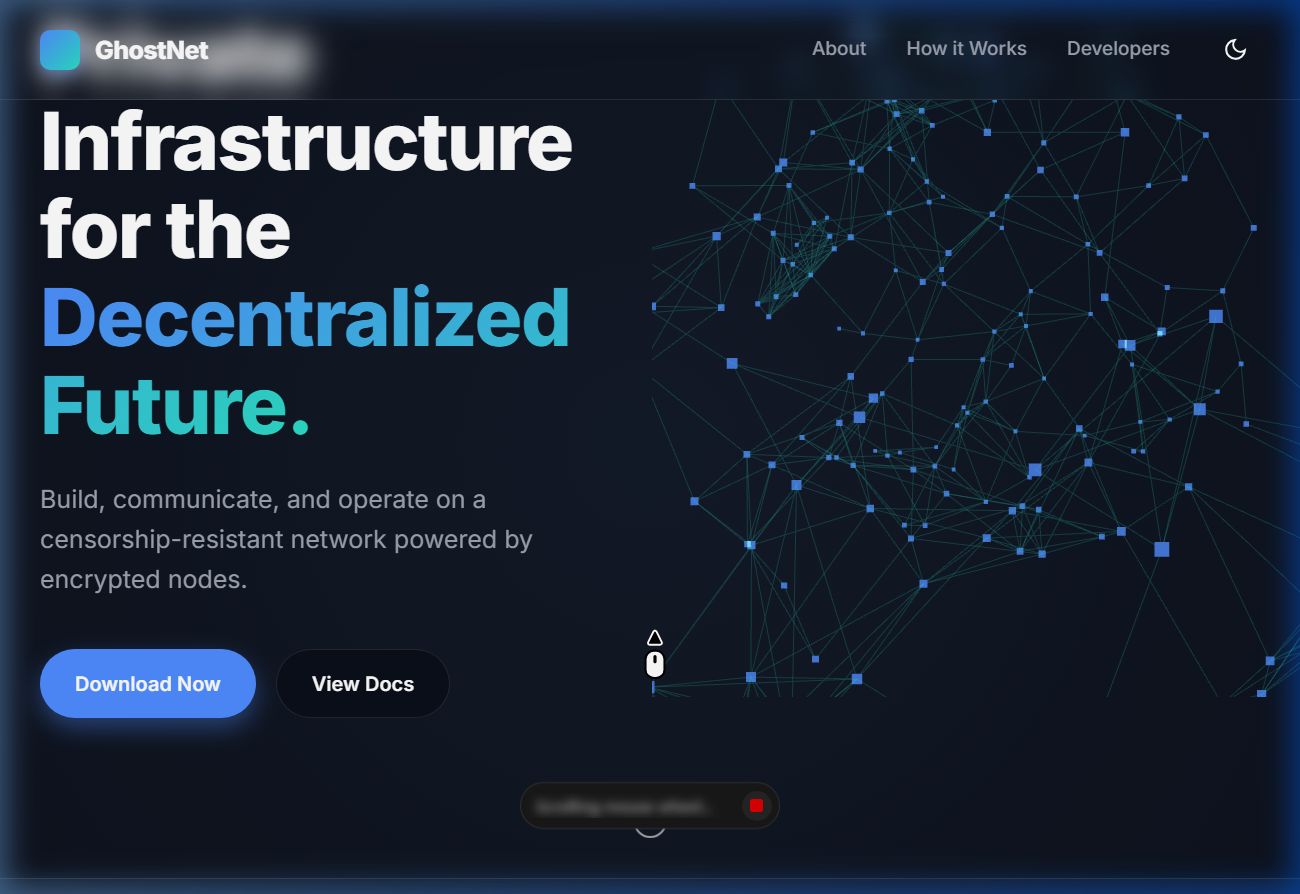 GhostNet
About
How it Works
Developers
Infrastructure
for the
Decentralized
Future.
Build, communicate, and operate on a
censorship-resistant network powered by
encrypted nodes.
Download Now
View Docs